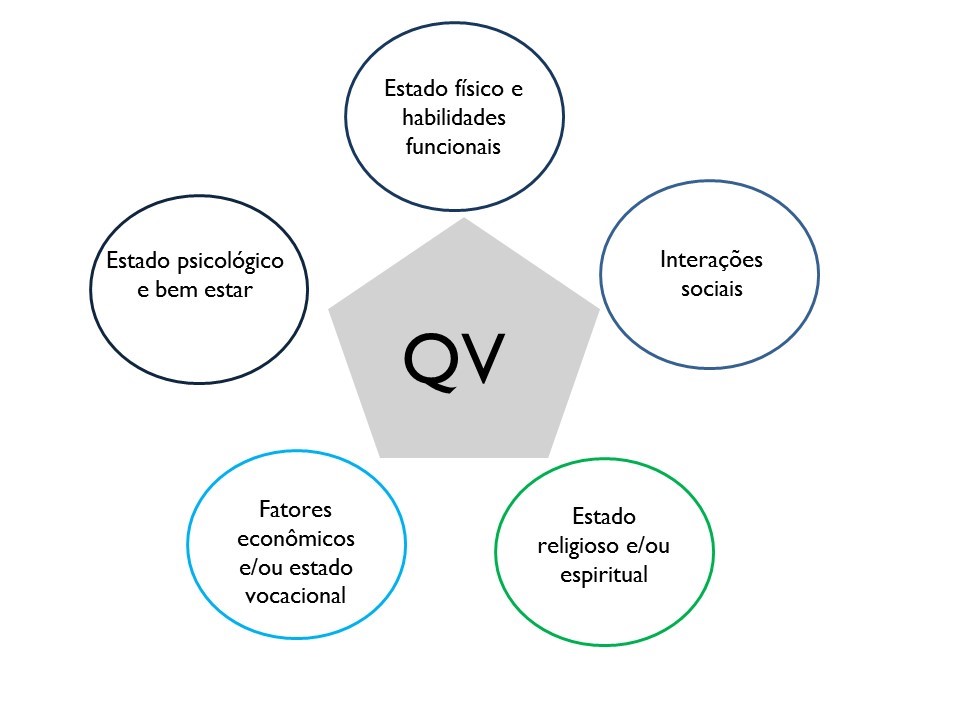 Estado físico e
habilidades
funcionais
Estado psicológico
e bem estar
Interações
sociais
QV
Fatores
econômicos
e/ou estado
vocacional
Estado
religioso e/ou
espiritual